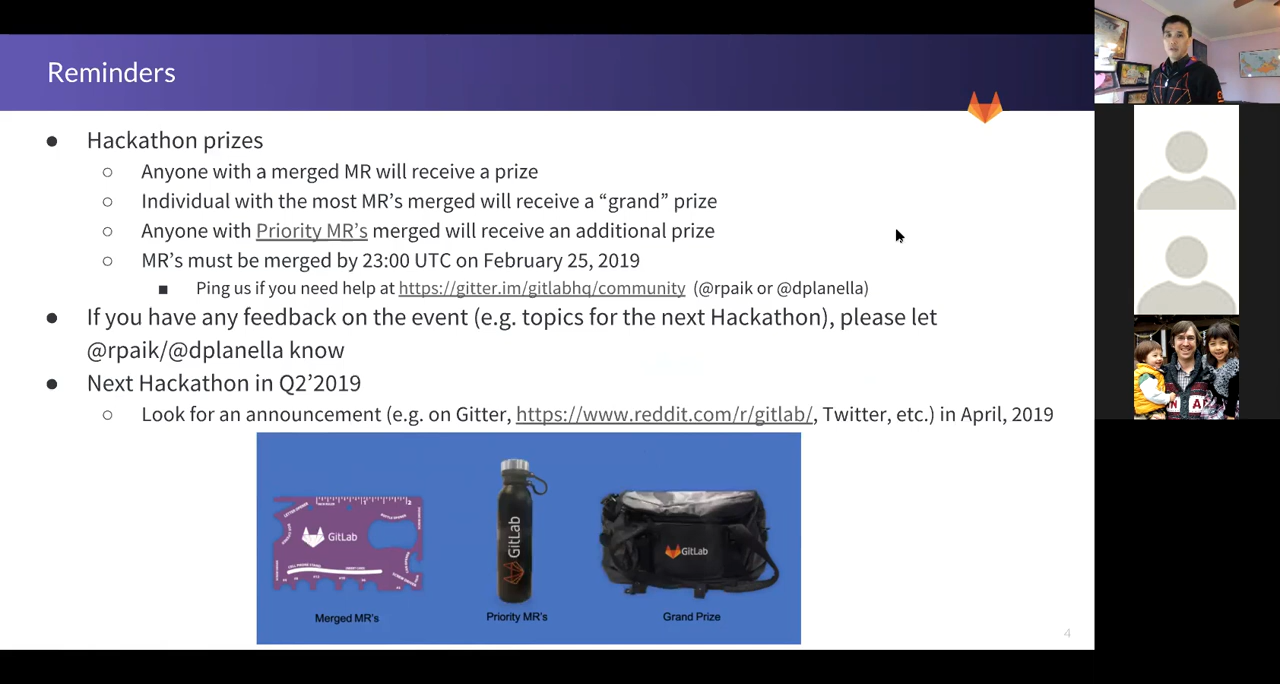 Reminders
● Hackathon prizes
○ Anyone with a merged MR will receive a prize
○ Individual with the most MR’s merged will receive a “grand” prize
○ Anyone with Priority MR’s merged will receive an additional prize
○ MR’s must be merged by 23:00 UTC on February 25, 2019
■ Ping us if you need help at https://gitter.im/gitlabhq/community (@rpaik or @dplanella)
● If you have any feedback on the event (e.g. topics for the next Hackathon), please let
@rpaik/@dplanella know
● Next Hackathon in Q2’2019
○ Look for an announcement (e.g. on Gitter, https://www.reddit.com/r/gitlab/, Twitter, etc.) in April, 2019
GitLab
GitLab
GitLab
Merged MR's
Priority MR's
Grand Prize
4